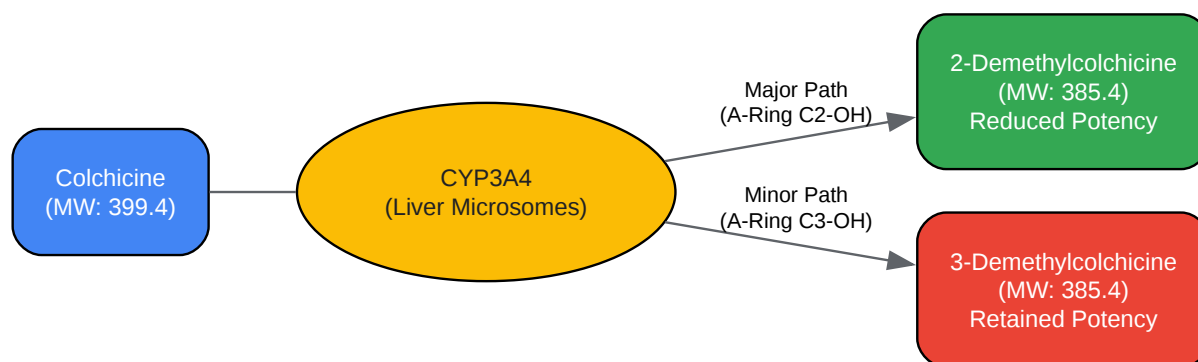 Colchicine
(MW: 399.4)
CYP3A4
(Liver Microsomes)
Major Path
(A-Ring C2-OH)
Minor Path
(A-Ring C3-OH)
2-Demethylcolchicine
(MW: 385.4)
Reduced Potency
3-Demethylcolchicine
(MW: 385.4)
Retained Potency